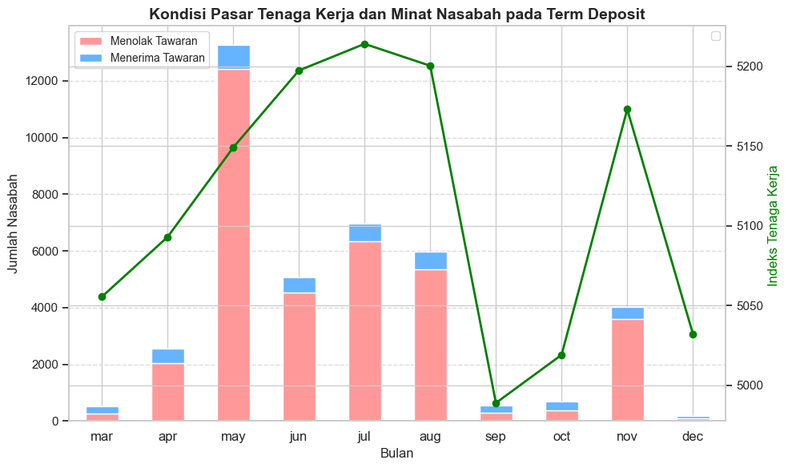 Kondisi Pasar Tenaga Kerja dan Minat Nasabah pada Term Deposit
Menolak Tawaran
Menerima Tawaran
Jumlah Nasabah
12000
10000
8000
6000
4000
2000
0
5200
5150
5100
5050
5000
Indeks Tenaga Kerja
mar apr may jun jul aug sep oct nov dec
Bulan